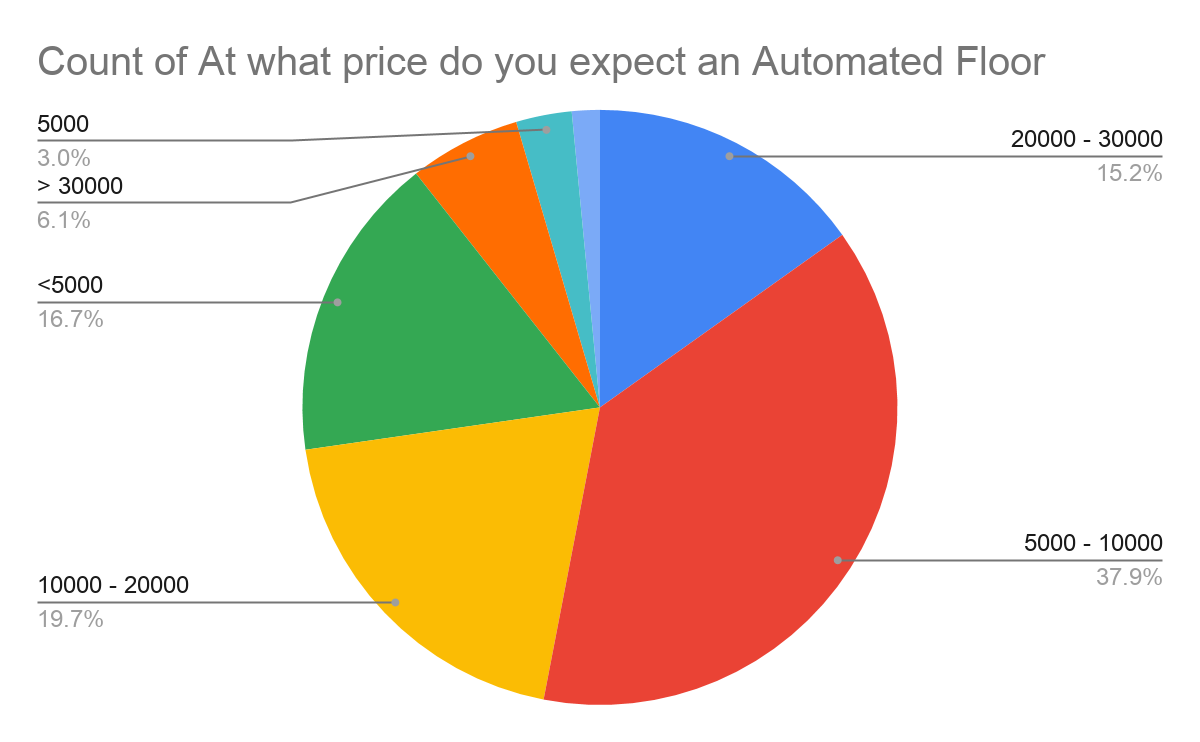 Count of At what price do you expect an Automated Floor
5000
3.0%
> 30000
6.1%
<5000
16.7%
10000 - 20000
19.7%
20000 - 30000
15.2%
5000 - 10000
37.9%